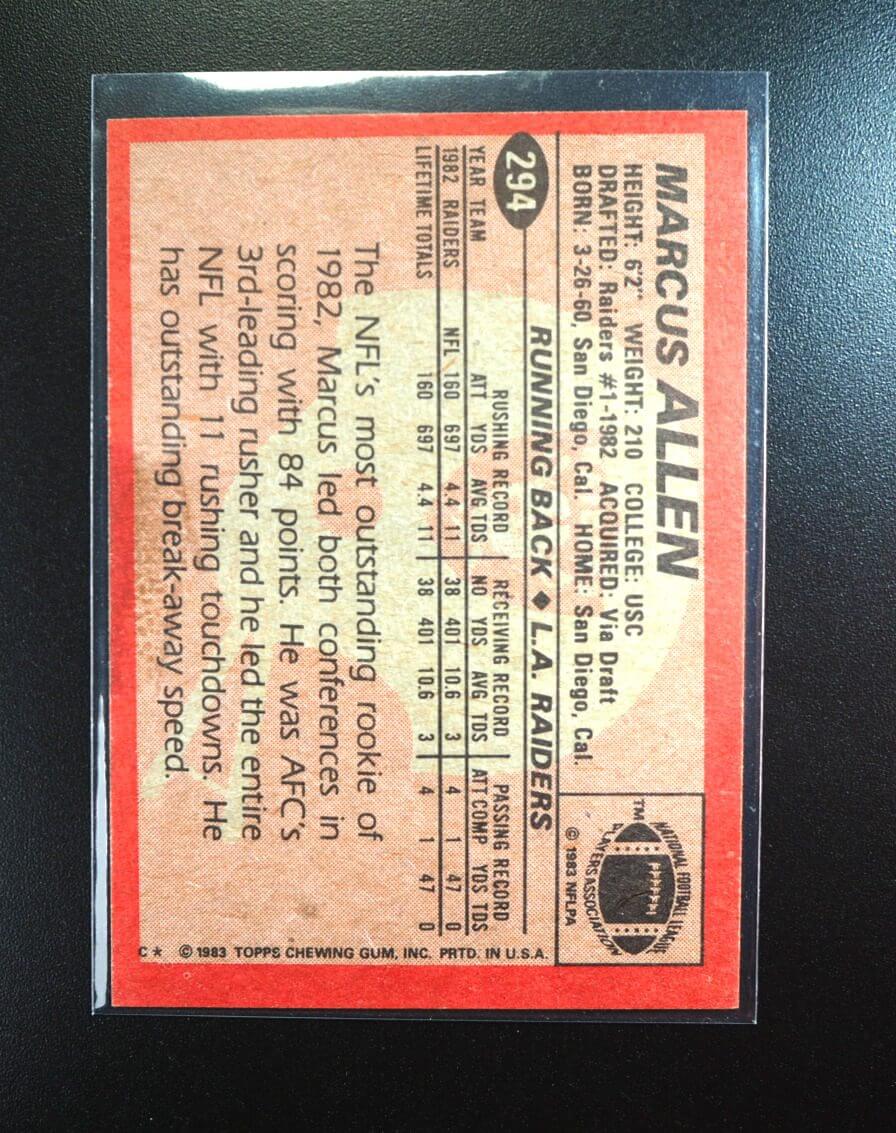 MARCUS ALLEN
HEIGHT: 6'2" WEIGHT: 210 COLLEGE: USC
DRAFTED: Raiders #1-1982 ACQUIRED: Via Draft
BORN: 3-26-60, San Diego, Cal. HOME: San Diego, Cal.
NATIONAL FOOTBALL LEAGUE
PLAYERS ASSOCIATION
TM
© 1983 NFLPA
294
RUNNING BACK ♦ L.A. RAIDERS
RUSHING RECORD RECEIVING RECORD PASSING RECORD
YEAR TEAM ATT YDS AVG TDS NO YDS AVG TDS ATT COMP YDS TDS
1982 RAIDERS NFL 160 697 4.4 11 38 401 10.6 3 4 1 47 0
LIFETIME TOTALS 160 697 4.4 11 38 401 10.6 3 4 1 47 0
The NFL's most outstanding rookie of
1982, Marcus led both conferences in
scoring with 84 points. He was AFC's
3rd-leading rusher and he led the entire
NFL with 11 rushing touchdowns. He
has outstanding break-away speed.
C* © 1983 TOPPS CHEWING GUM, INC. PRTD. IN U.S.A.